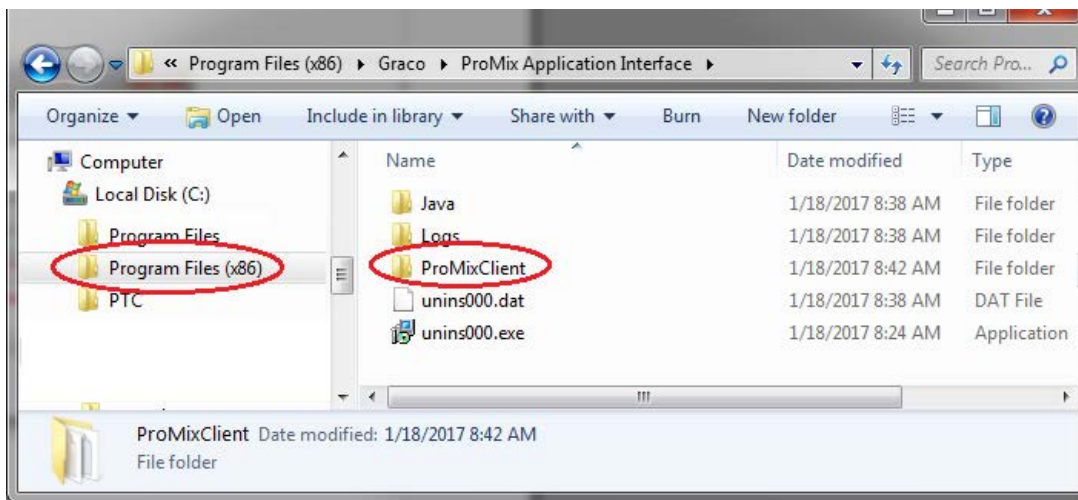 « Program Files (x86) ▸ Graco ▸ ProMix Application Interface ▸ Search Pro...
Organize Open Include in library Share with Burn New folder
Computer
Local Disk (C:)
Program Files
Program Files (x86)
PTC
Name Date modified Type
Java 1/18/2017 8:38 AM File folder
Logs 1/18/2017 8:38 AM File folder
ProMixClient 1/18/2017 8:42 AM File folder
unins000.dat 1/18/2017 8:38 AM DAT File
unins000.exe 1/18/2017 8:24 AM Application
ProMixClient Date modified: 1/18/2017 8:42 AM
File folder